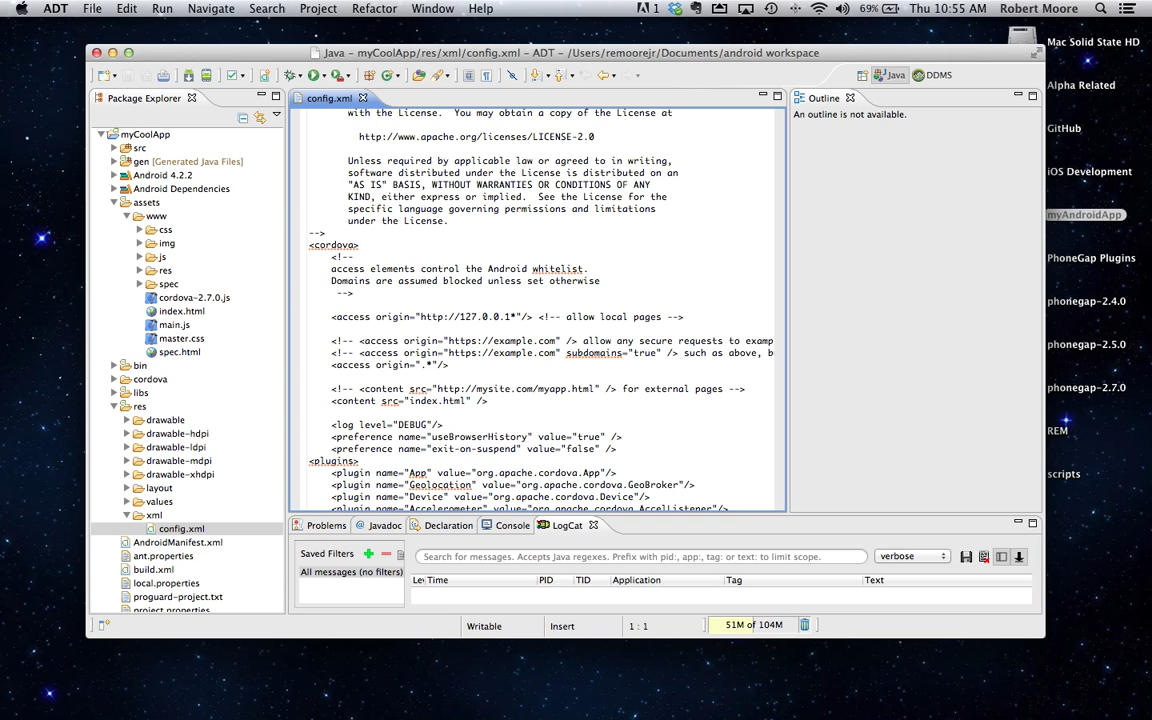 ADT File Edit Run Navigate Search Project Refactor Window Help 1 69% Thu 10:55 AM Robert Moore
Java - myCoolApp/res/xml/config.xml - ADT - /Users/remoorejr/Documents/android workspace
Java DDMS
Package Explorer
myCoolApp
src
gen [Generated Java Files]
Android 4.2.2
Android Dependencies
assets
www
css
img
js
res
spec
cordova-2.7.0.js
index.html
main.js
master.css
spec.html
bin
cordova
libs
res
drawable
drawable-hdpi
drawable-ldpi
drawable-mdpi
drawable-xhdpi
layout
values
xml
config.xml
AndroidManifest.xml
ant.properties
build.xml
local.properties
proguard-project.txt
project.properties
config.xml
with the License. You may obtain a copy of the License at
http://www.apache.org/licenses/LICENSE-2.0
Unless required by applicable law or agreed to in writing,
software distributed under the License is distributed on an
"AS IS" BASIS, WITHOUT WARRANTIES OR CONDITIONS OF ANY
KIND, either express or implied. See the License for the
specific language governing permissions and limitations
under the License.
-->
<cordova>
<!--
access elements control the Android whitelist.
Domains are assumed blocked unless set otherwise
-->
<access origin="http://127.0.0.1*"/> <!-- allow local pages -->
<!-- <access origin="https://example.com" /> allow any secure requests to examp
<!-- <access origin="https://example.com" subdomains="true" /> such as above, b
<access origin=".*"/>
<!-- <content src="http://mysite.com/myapp.html" /> for external pages -->
<content src="index.html" />
<log level="DEBUG"/>
<preference name="useBrowserHistory" value="true" />
<preference name="exit-on-suspend" value="false" />
<plugins>
<plugin name="App" value="org.apache.cordova.App"/>
<plugin name="Geolocation" value="org.apache.cordova.GeoBroker"/>
<plugin name="Device" value="org.apache.cordova.Device"/>
<plugin name="Accelerometer" value="org.apache.cordova.AccelListener"/>
Outline
An outline is not available.
Problems Javadoc Declaration Console LogCat
Saved Filters
All messages (no filters)
Search for messages. Accepts Java regexes. Prefix with pid:, app:, tag: or text: to limit scope.
verbose
Time PID TID Application Tag Text
Writable Insert 1 : 1 51M of 104M
Mac Solid State HD
Alpha Related
GitHub
iOS Development
myAndroidApp
PhoneGap Plugins
phonegap-2.4.0
phonegap-2.5.0
phonegap-2.7.0
REM
scripts